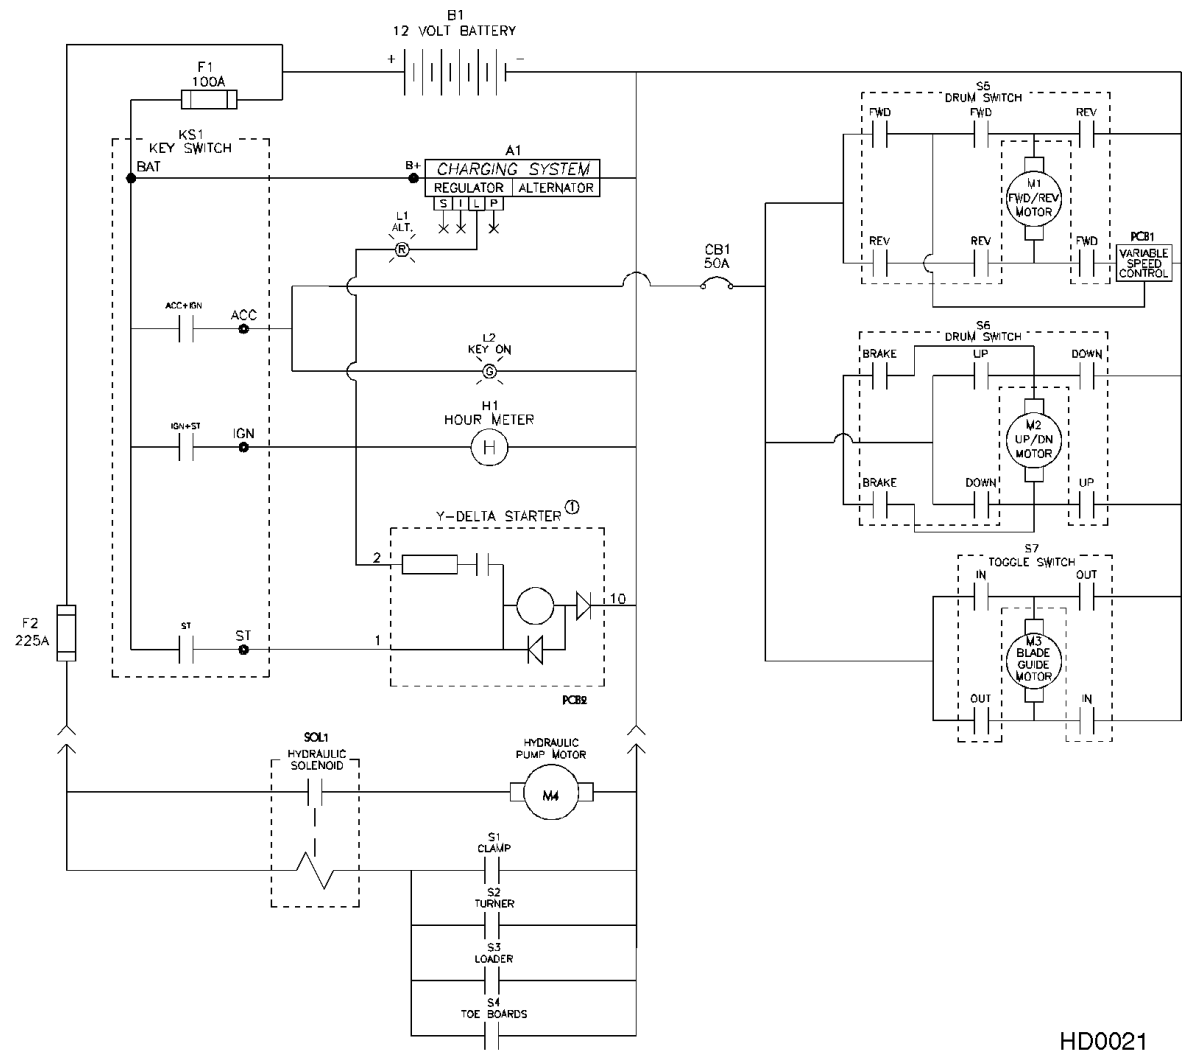 B1
12 VOLT BATTERY
+
-
F1
100A
KS1
KEY SWITCH
BAT
B+
A1
CHARGING SYSTEM
REGULATOR
ALTERNATOR
S I L P
L1
ALT.
R
ACC+IGN
ACC
L2
KEY ON
G
H1
HOUR METER
H
IGN+ST
IGN
Y-DELTA STARTER
1
2
10
1
ST
ST
PCB2
F2
225A
SOL1
HYDRAULIC
SOLENOID
HYDRAULIC
PUMP MOTOR
M4
S1
CLAMP
S2
TURNER
S3
LOADER
S4
TOE BOARDS
CB1
50A
S5
DRUM SWITCH
FWD
FWD
REV
M1
FWD/REV
MOTOR
REV
REV
FWD
PCB1
VARIABLE
SPEED
CONTROL
S6
DRUM SWITCH
BRAKE
UP
DOWN
M2
UP/DN
MOTOR
BRAKE
DOWN
UP
S7
TOGGLE SWITCH
IN
OUT
M3
BLADE
GUIDE
MOTOR
OUT
IN
HD0021